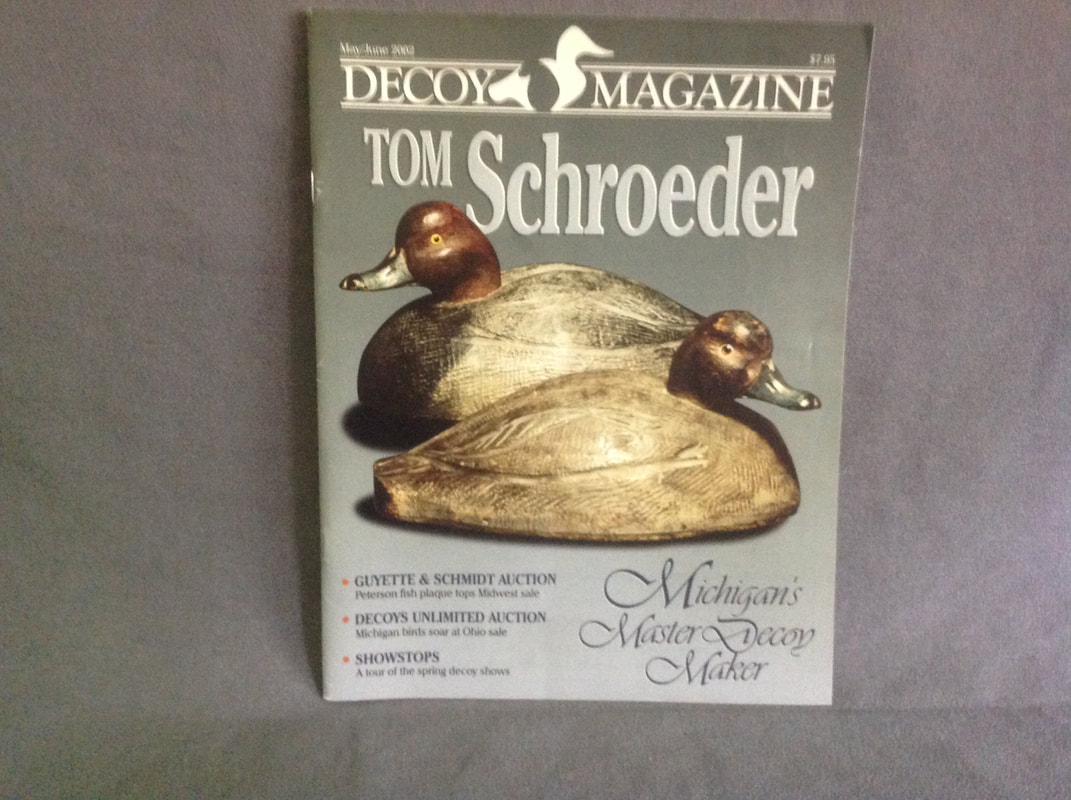 May/June 2002
$7.95
DECOY MAGAZINE
TOM Schroeder
• GUYETTE & SCHMIDT AUCTION
Peterson fish plaque tops Midwest sale
• DECOYS UNLIMITED AUCTION
Michigan birds soar at Ohio sale
• SHOWSTOPS
A tour of the spring decoy shows
Michigan's
Master Decoy
Maker